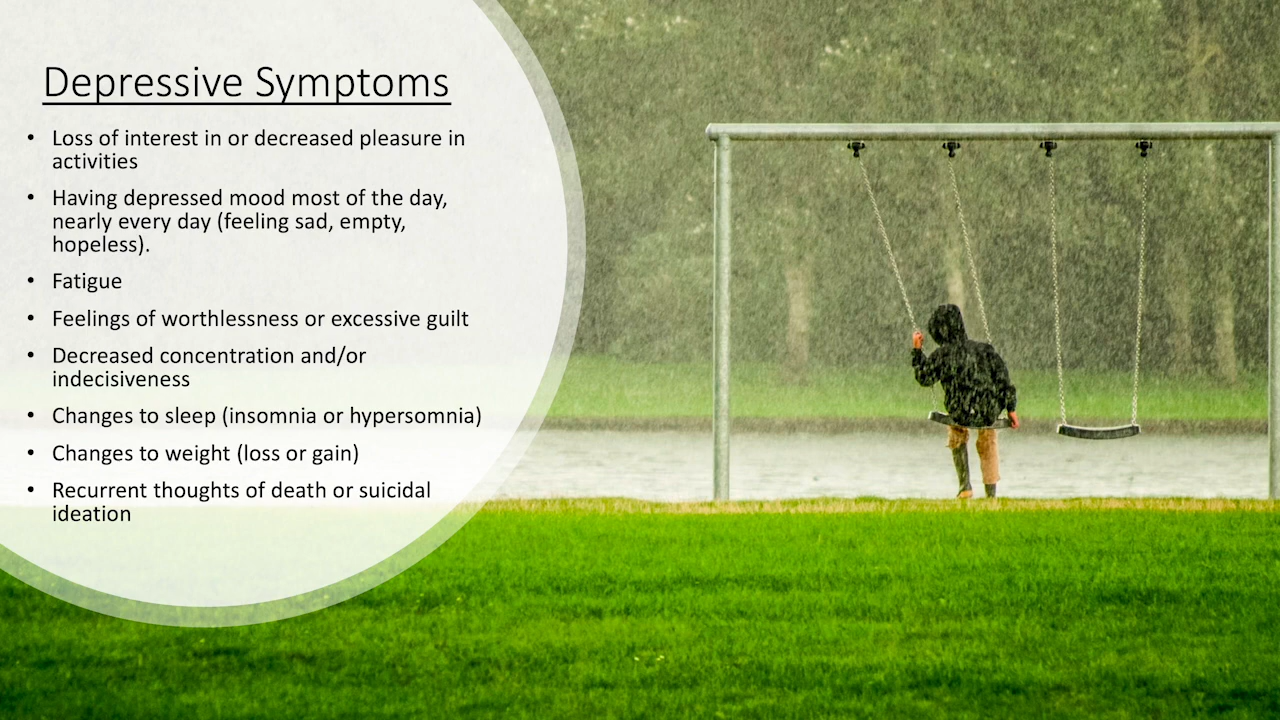 Depressive Symptoms
• Loss of interest in or decreased pleasure in
activities
• Having depressed mood most of the day,
nearly every day (feeling sad, empty,
hopeless).
• Fatigue
• Feelings of worthlessness or excessive guilt
• Decreased concentration and/or
indecisiveness
• Changes to sleep (insomnia or hypersomnia)
• Changes to weight (loss or gain)
• Recurrent thoughts of death or suicidal
ideation